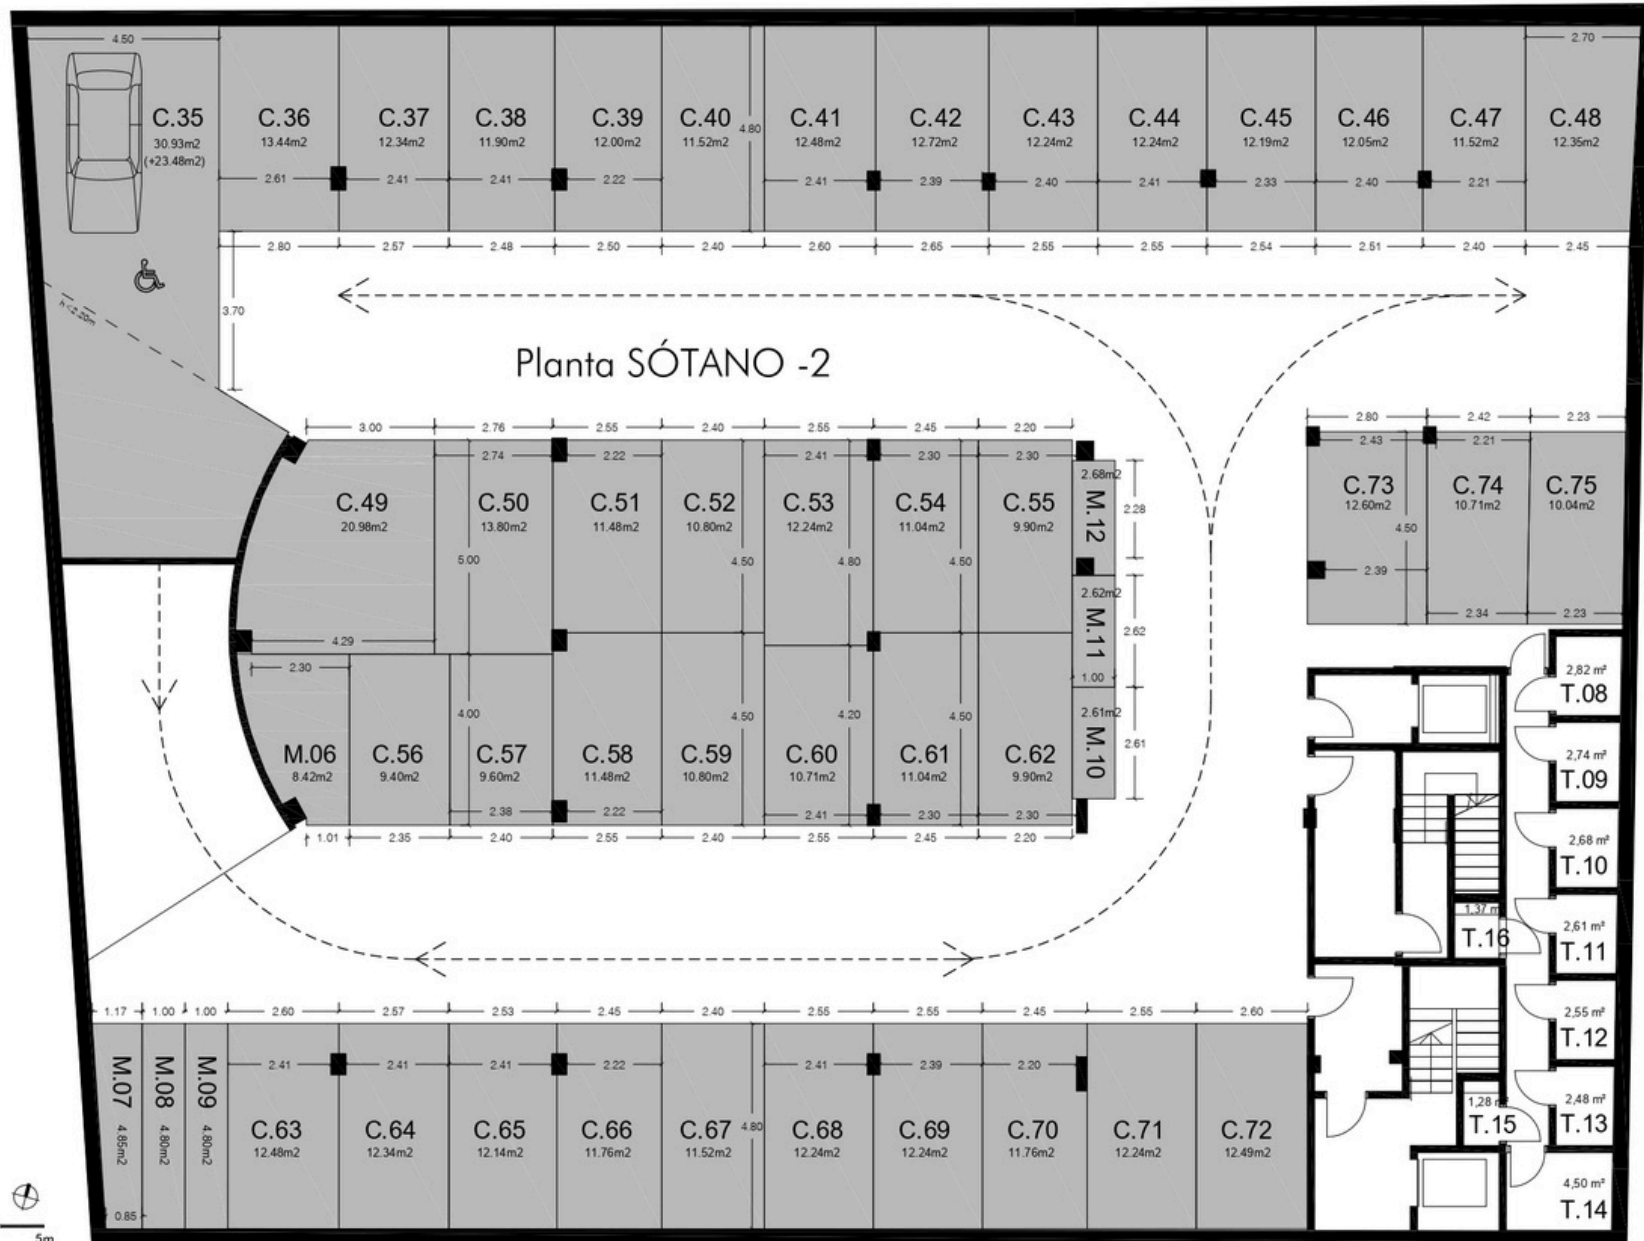 4.50
2.70
C.35
30.93m2
(+23.48m2)
C.36
13.44m2
C.37
12.34m2
C.38
11.90m2
C.39
12.00m2
C.40
11.52m2
4.80
C.41
12.48m2
C.42
12.72m2
C.43
12.24m2
C.44
12.24m2
C.45
12.19m2
C.46
12.05m2
C.47
11.52m2
C.48
12.35m2
2.61
2.41
2.41
2.22
2.41
2.39
2.40
2.41
2.33
2.40
2.21
2.80
2.57
2.48
2.50
2.40
2.60
2.65
2.55
2.55
2.54
2.51
2.40
2.45
h<2.20m
3.70
Planta SÓTANO -2
3.00
2.76
2.55
2.40
2.55
2.45
2.20
2.80
2.42
2.23
2.74
2.22
2.41
2.30
2.30
2.43
2.21
C.49
20.98m2
C.50
13.80m2
C.51
11.48m2
C.52
10.80m2
C.53
12.24m2
C.54
11.04m2
C.55
9.90m2
2.68m2
M.12
2.28
C.73
12.60m2
C.74
10.71m2
C.75
10.04m2
4.50
5.00
4.50
4.80
4.50
2.39
2.34
2.23
2.62m2
M.11
2.62
1.00
4.29
2.30
4.00
4.50
4.20
4.50
2.61m2
M.10
2.61
M.06
8.42m2
C.56
9.40m2
C.57
9.60m2
C.58
11.48m2
C.59
10.80m2
C.60
10.71m2
C.61
11.04m2
C.62
9.90m2
2.38
2.22
2.41
2.30
2.30
1.01
2.35
2.40
2.55
2.40
2.55
2.45
2.20
2,82 m²
T.08
2,74 m²
T.09
2,68 m²
T.10
2,61 m²
T.11
1,37 m
T.16
2,55 m²
T.12
2,48 m²
T.13
1,28 m²
T.15
4,50 m²
T.14
1.17
1.00
1.00
2.60
2.57
2.53
2.45
2.40
2.55
2.55
2.45
2.55
2.60
2.41
2.41
2.41
2.22
2.41
2.39
2.20
M.07
4.85m2
M.08
4.80m2
M.09
4.80m2
C.63
12.48m2
C.64
12.34m2
C.65
12.14m2
C.66
11.76m2
C.67
11.52m2
4.80
C.68
12.24m2
C.69
12.24m2
C.70
11.76m2
C.71
12.24m2
C.72
12.49m2
0.85
5m